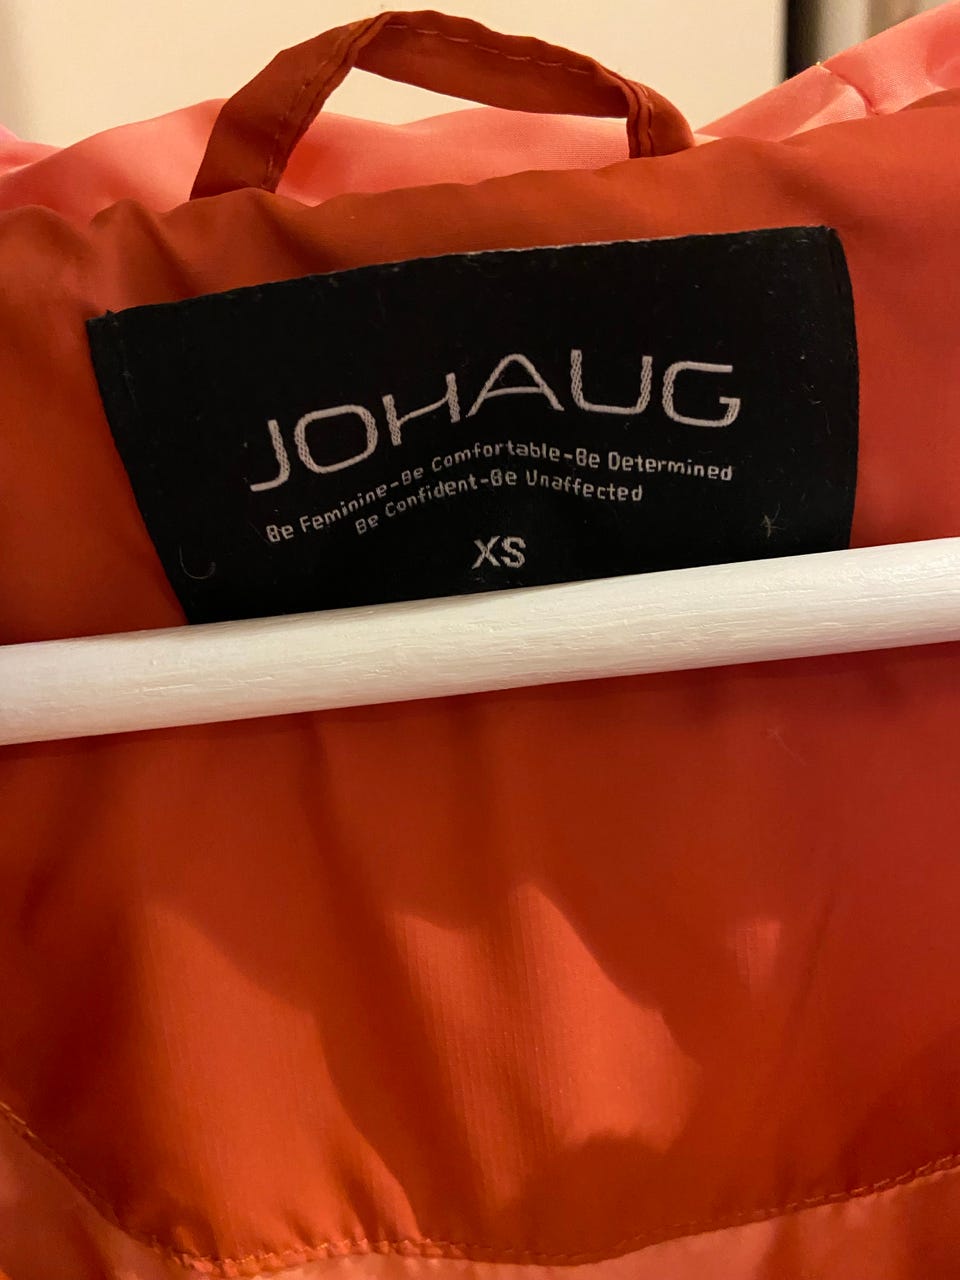 JOHAUG
Be Feminine-Be Comfortable-Be Determined
Be Confident-Be Unaffected
XS